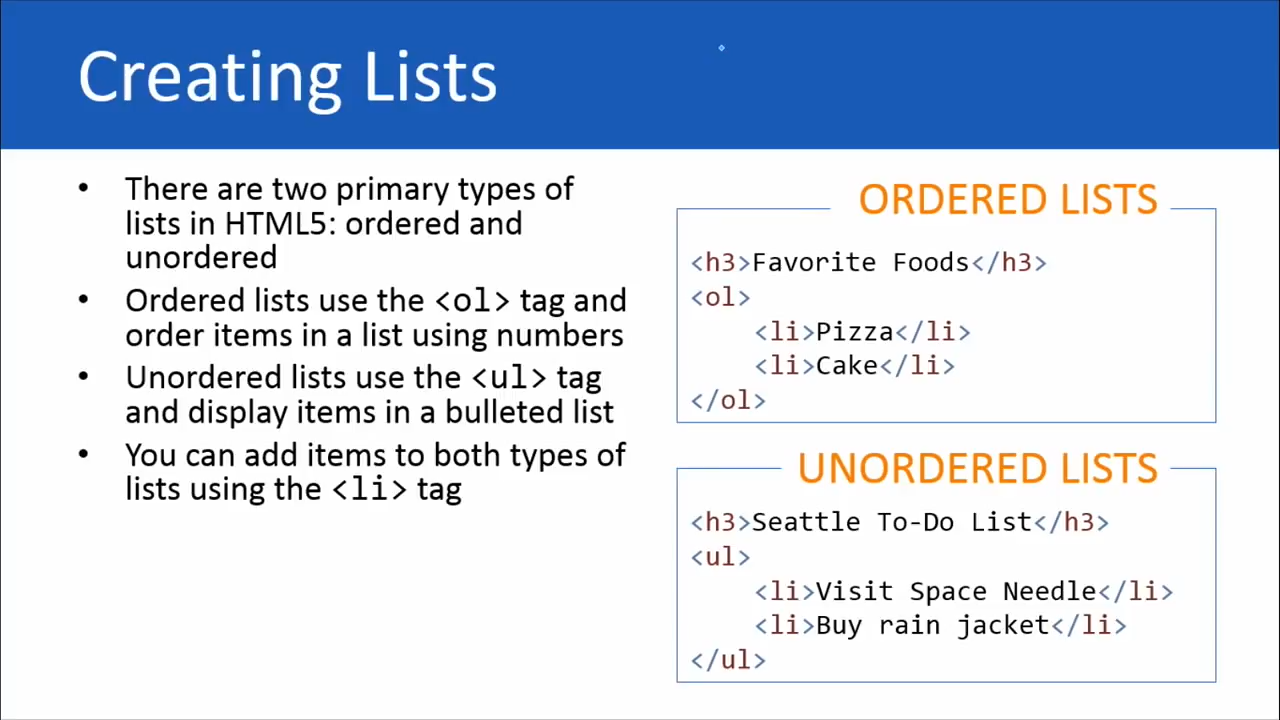 Creating Lists
• There are two primary types of
lists in HTML5: ordered and
unordered
• Ordered lists use the <ol> tag and
order items in a list using numbers
• Unordered lists use the <ul> tag
and display items in a bulleted list
• You can add items to both types of
lists using the <li> tag
ORDERED LISTS
<h3>Favorite Foods</h3>
<ol>
    <li>Pizza</li>
    <li>Cake</li>
</ol>
UNORDERED LISTS
<h3>Seattle To-Do List</h3>
<ul>
    <li>Visit Space Needle</li>
    <li>Buy rain jacket</li>
</ul>